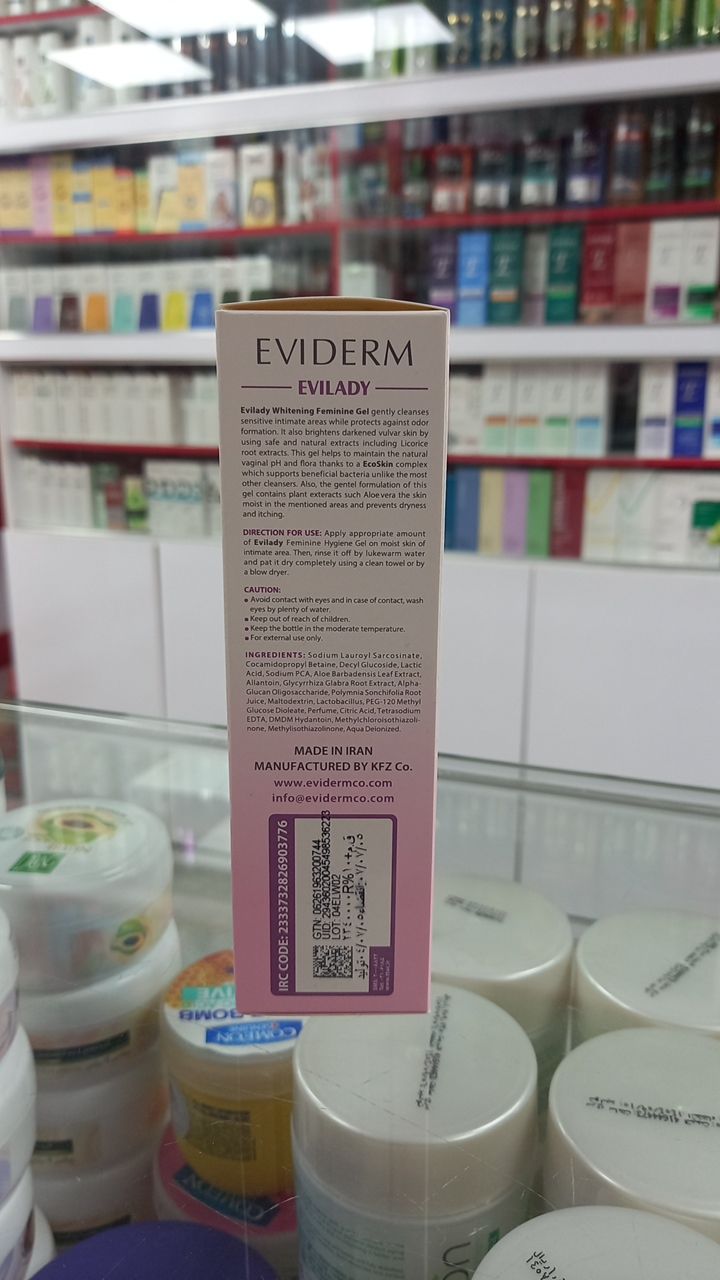 EVIDERM
EVILADY
Evilady Whitening Feminine Gel gently cleanses
sensitive intimate areas while protects against odor
formation. It also brightens darkened vulvar skin by
using safe and natural extracts including Licorice
root extracts. This gel helps to maintain the natural
vaginal pH and flora thanks to a EcoSkin complex
which supports beneficial bacteria unlike the most
other cleansers. Also, the gentel formulation of this
gel contains plant exteracts such Aloe vera the skin
moist in the mentioned areas and prevents dryness
and itching.
DIRECTION FOR USE: Apply appropriate amount
of Evilady Feminine Hygiene Gel on moist skin of
intimate area. Then, rinse it off by lukewarm water
and pat it dry completely using a clean towel or by
a blow dryer.
CAUTION:
▪ Avoid contact with eyes and in case of contact, wash
eyes by plenty of water.
▪ Keep out of reach of children.
▪ Keep the bottle in the moderate temperature.
▪ For external use only.
INGREDIENTS: Sodium Lauroyl Sarcosinate,
Cocamidopropyl Betaine, Decyl Glucoside, Lactic
Acid, Sodium PCA, Aloe Barbadensis Leaf Extract,
Allantoin, Glycyrrhiza Glabra Root Extract, Alpha-
Glucan Oligosaccharide, Polymnia Sonchifolia Root
Juice, Maltodextrin, Lactobacillus, PEG-120 Methyl
Glucose Dioleate, Perfume, Citric Acid, Tetrasodium
EDTA, DMDM Hydantoin, Methylchloroisothiazoli-
none, Methylisothiazolinone, Aqua Deionized.
MADE IN IRAN
MANUFACTURED BY KFZ Co.
www.evidermco.com
info@evidermco.com
IRC CODE: 2333732826903776
GTN: 06261963200744
UID: 29436020045498536223
LOT: 04ELW02
COMEON
BOMB